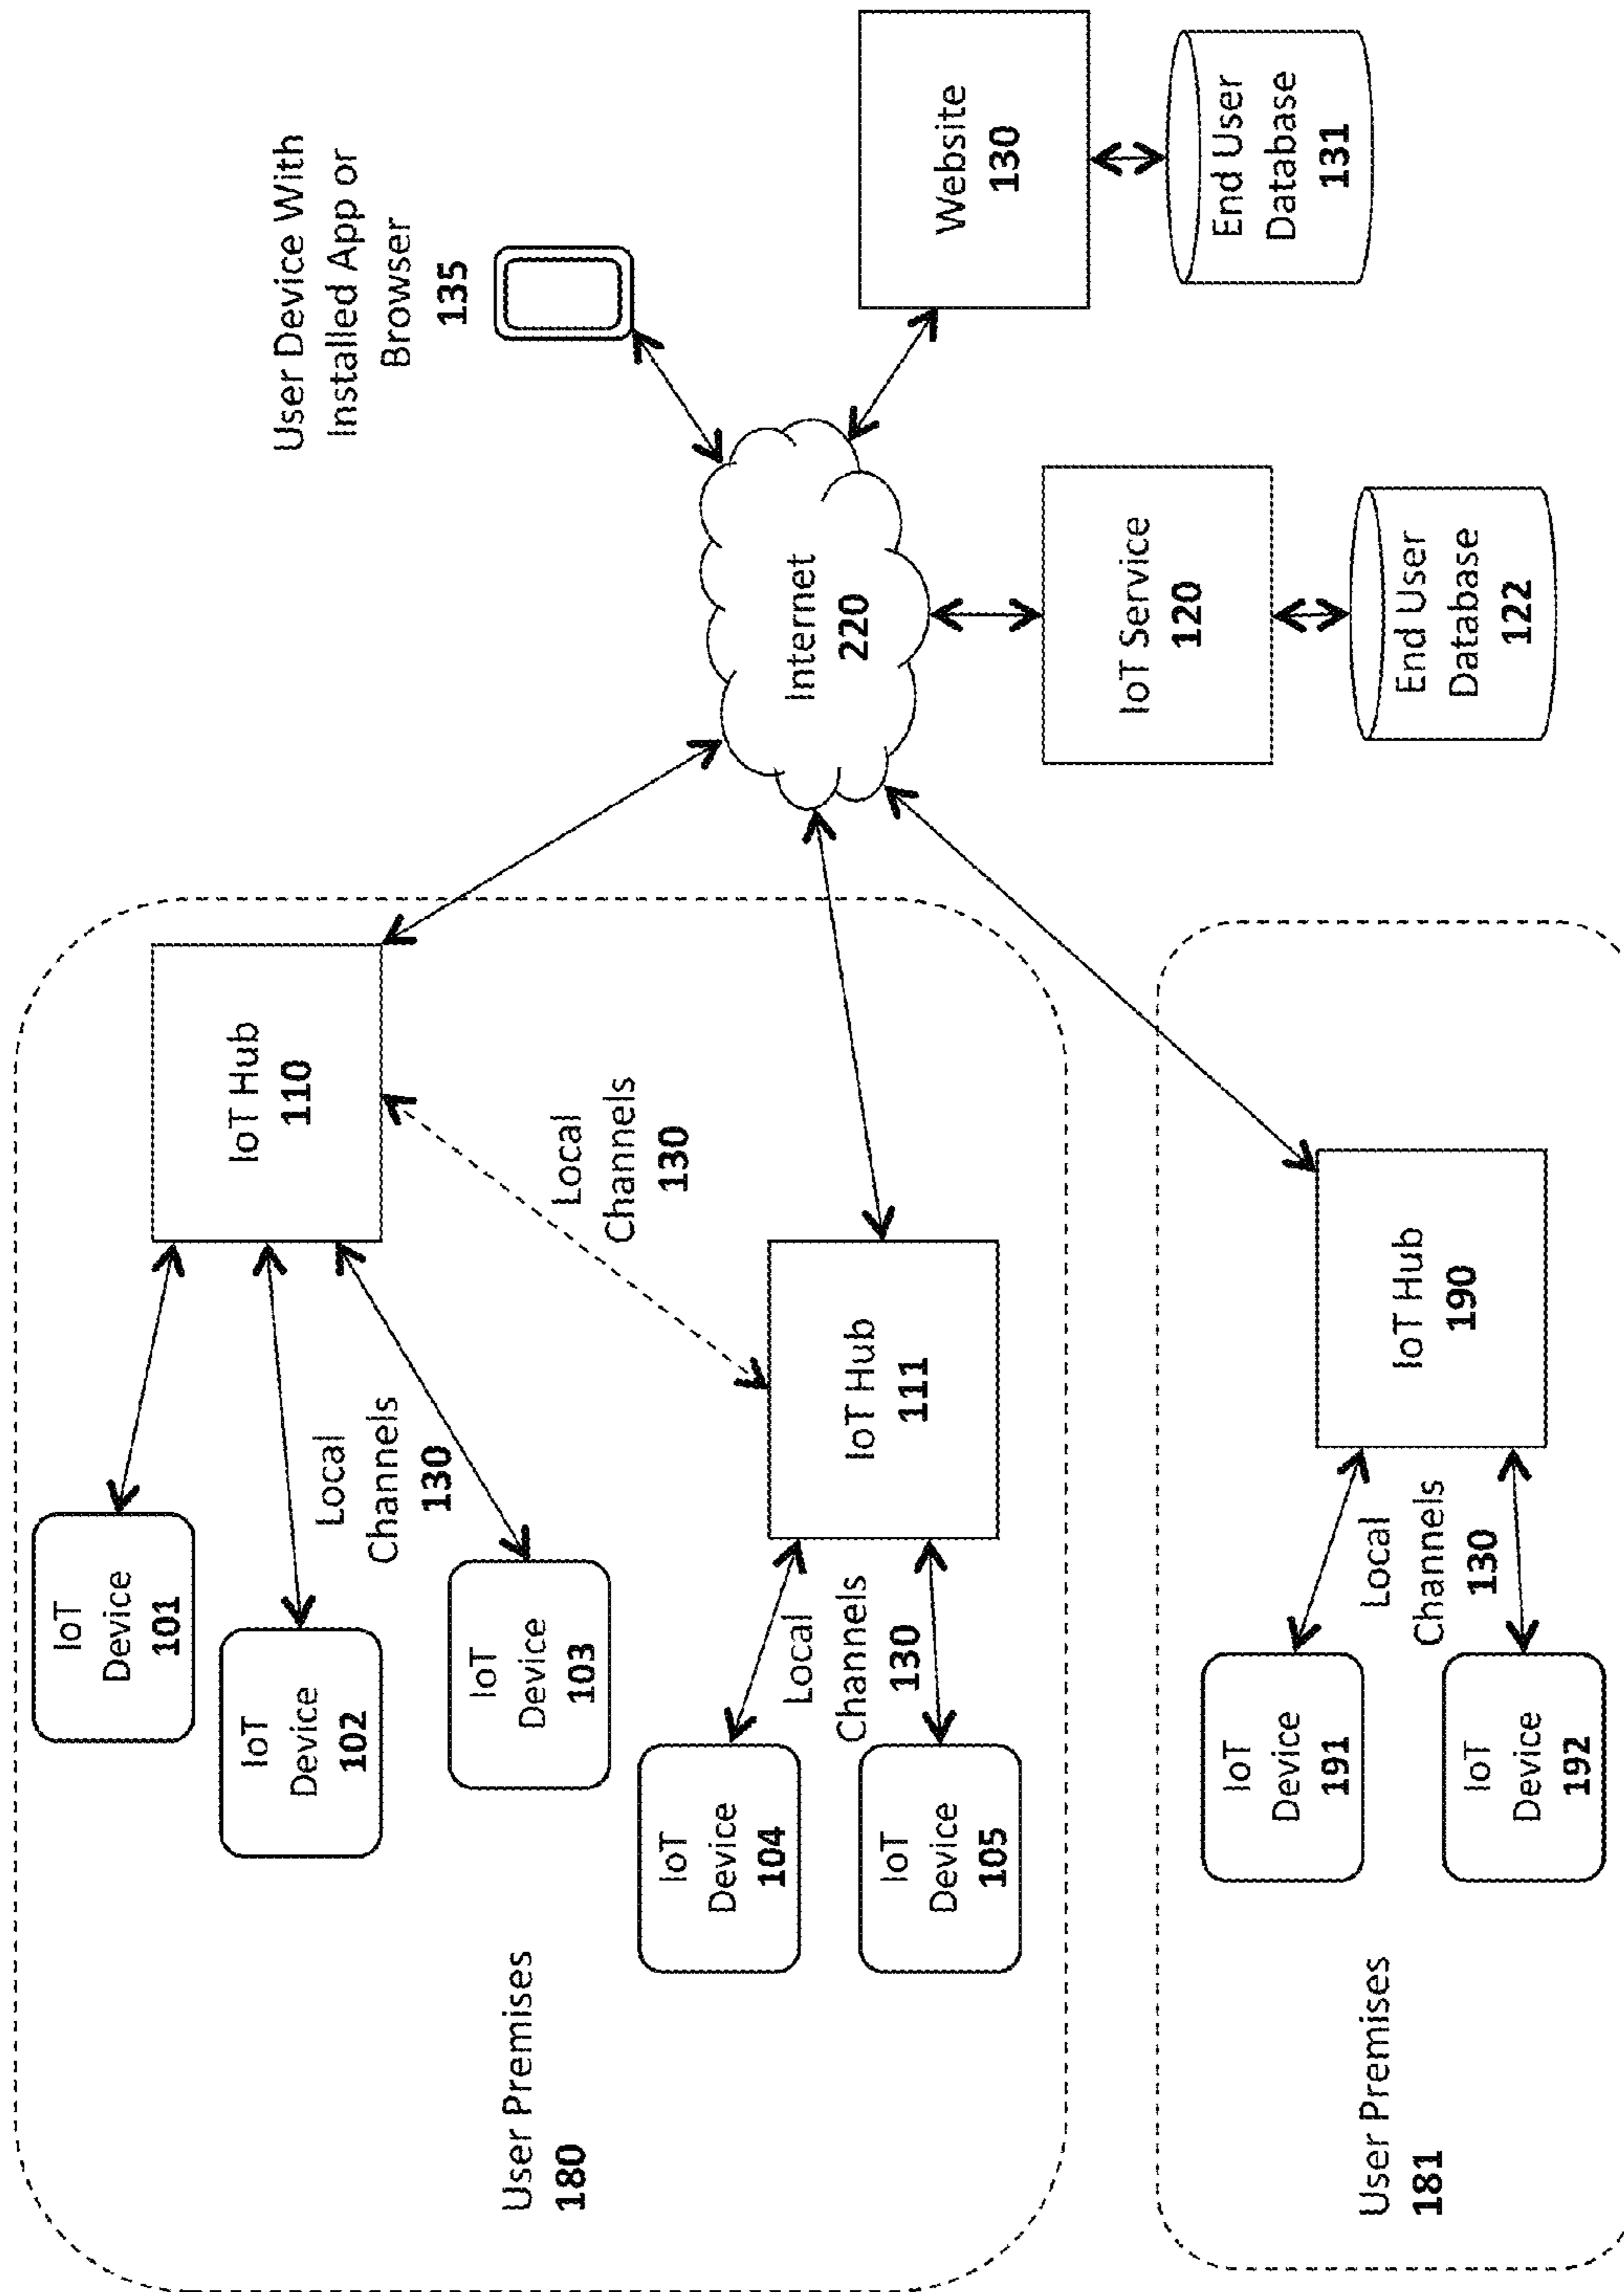 User Premises
180
IoT
Device
101
IoT
Device
102
IoT
Device
103
Local
Channels
130
IoT Hub
110
Local
Channels
130
IoT
Device
104
IoT
Device
105
Local
Channels
130
IoT Hub
111
User Premises
181
IoT
Device
191
IoT
Device
192
Local
Channels
130
IoT Hub
190
Internet
220
User Device With
Installed App or
Browser
135
IoT Service
120
End User
Database
122
Website
130
End User
Database
131